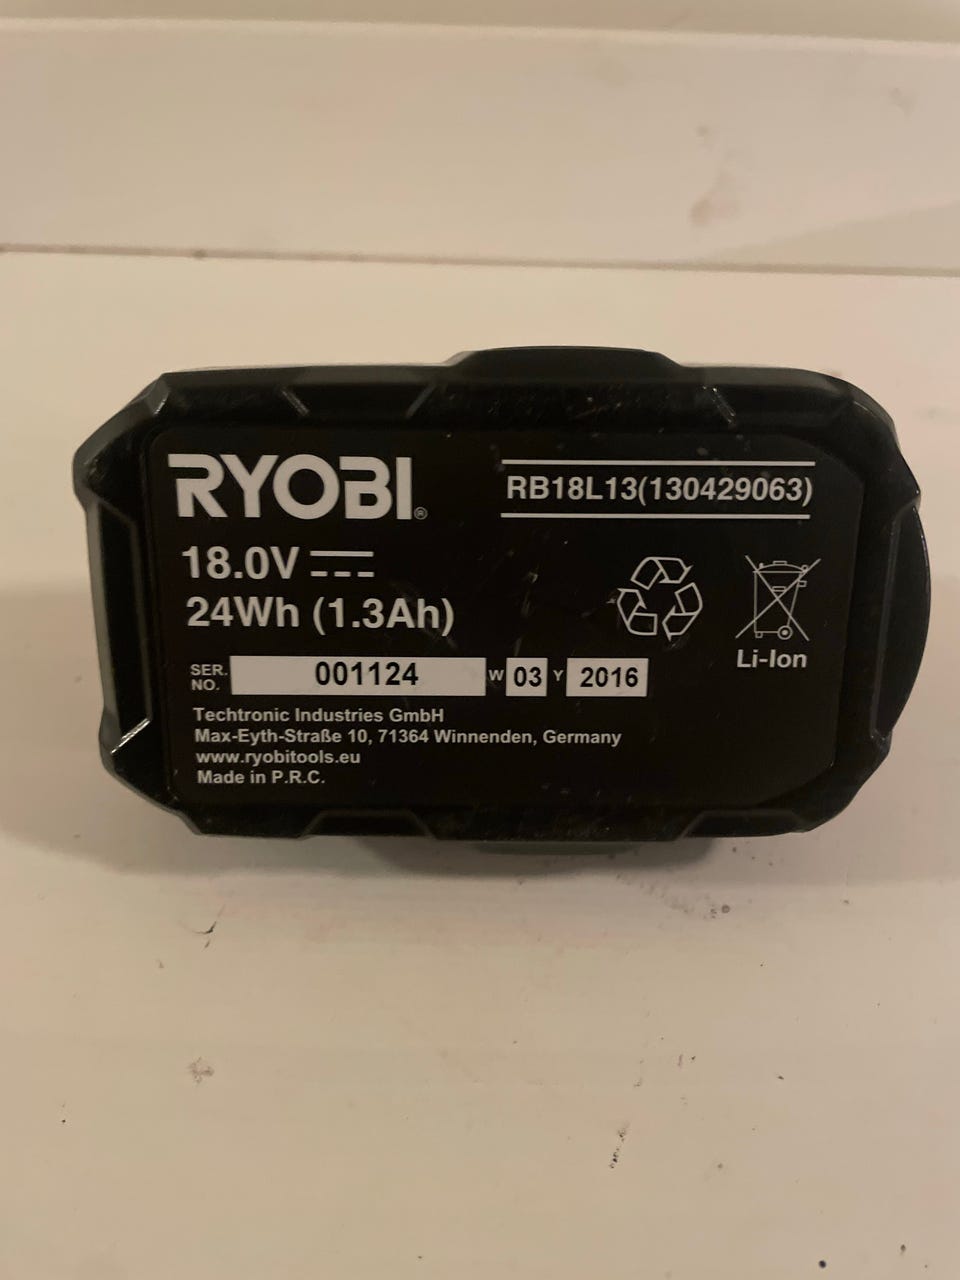 RYOBI®
RB18L13(130429063)
18.0V
24Wh (1.3Ah)
Li-Ion
SER. NO. 001124 W 03 Y 2016
Techtronic Industries GmbH
Max-Eyth-Straße 10, 71364 Winnenden, Germany
www.ryobitools.eu
Made in P.R.C.